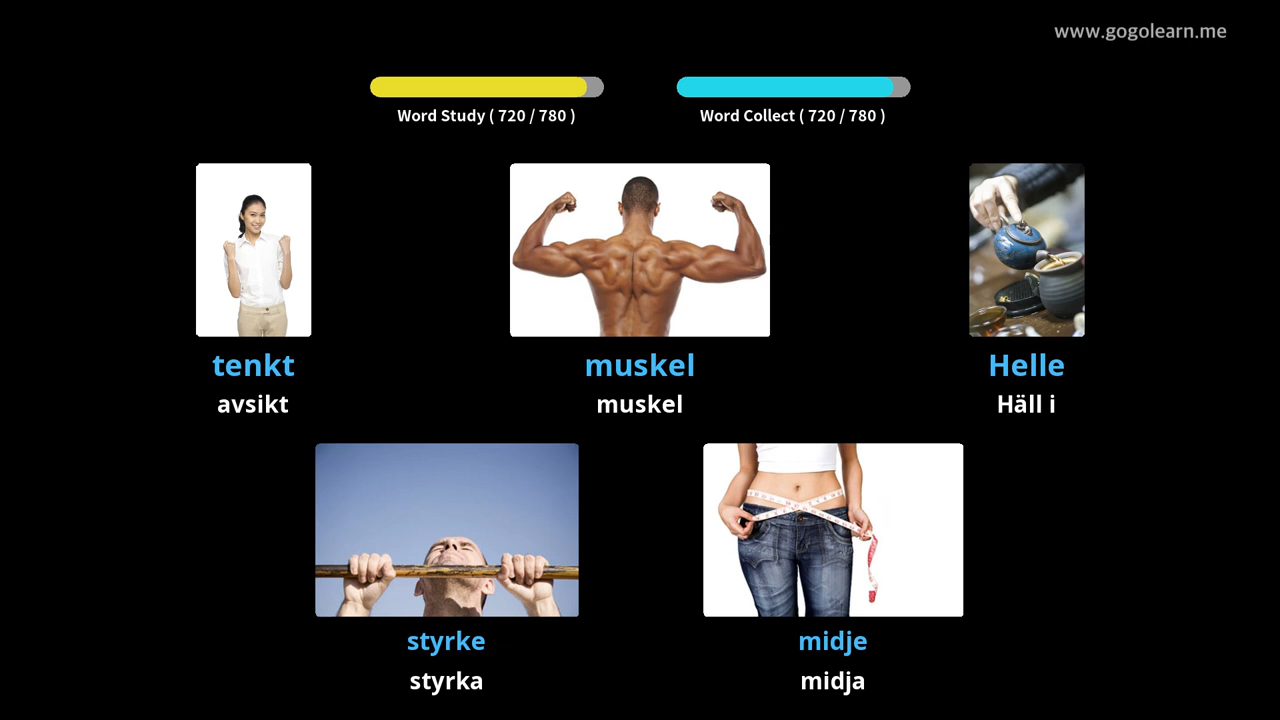 www.gogolearn.me
Word Study ( 720 / 780 )
Word Collect ( 720 / 780 )
tenkt
avsikt
muskel
muskel
Helle
Häll i
styrke
styrka
midje
midja